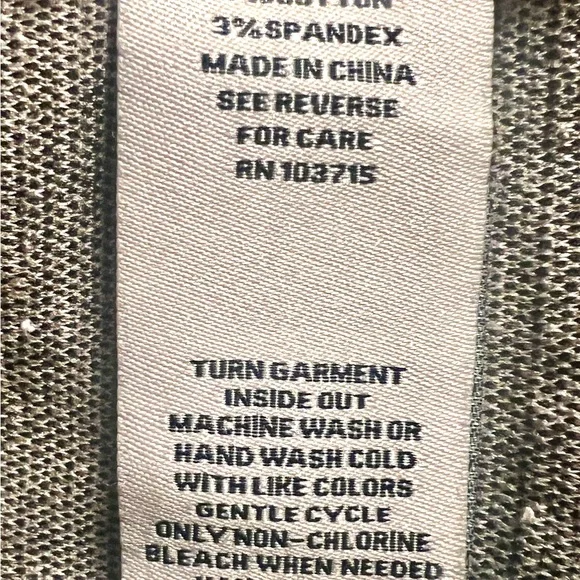 3% SPANDEX
MADE IN CHINA
SEE REVERSE
FOR CARE
RN 103715
TURN GARMENT
INSIDE OUT
MACHINE WASH OR
HAND WASH COLD
WITH LIKE COLORS
GENTLE CYCLE
ONLY NON-CHLORINE
BLEACH WHEN NEEDED